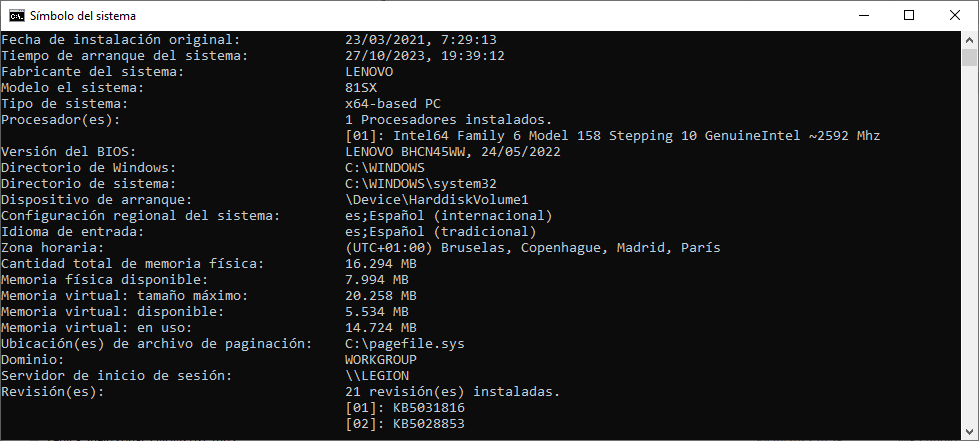 Símbolo del sistema
Fecha de instalación original: 23/03/2021, 7:29:13
Tiempo de arranque del sistema: 27/10/2023, 19:39:12
Fabricante del sistema: LENOVO
Modelo el sistema: 81SX
Tipo de sistema: x64-based PC
Procesador(es): 1 Procesadores instalados.
[01]: Intel64 Family 6 Model 158 Stepping 10 GenuineIntel ~2592 Mhz
Versión del BIOS: LENOVO BHCN45WW, 24/05/2022
Directorio de Windows: C:\WINDOWS
Directorio de sistema: C:\WINDOWS\system32
Dispositivo de arranque: \Device\HarddiskVolume1
Configuración regional del sistema: es;Español (internacional)
Idioma de entrada: es;Español (tradicional)
Zona horaria: (UTC+01:00) Bruselas, Copenhague, Madrid, París
Cantidad total de memoria física: 16.294 MB
Memoria física disponible: 7.994 MB
Memoria virtual: tamaño máximo: 20.258 MB
Memoria virtual: disponible: 5.534 MB
Memoria virtual: en uso: 14.724 MB
Ubicación(es) de archivo de paginación: C:\pagefile.sys
Dominio: WORKGROUP
Servidor de inicio de sesión: \\LEGION
Revisión(es): 21 revisión(es) instaladas.
[01]: KB5031816
[02]: KB5028853